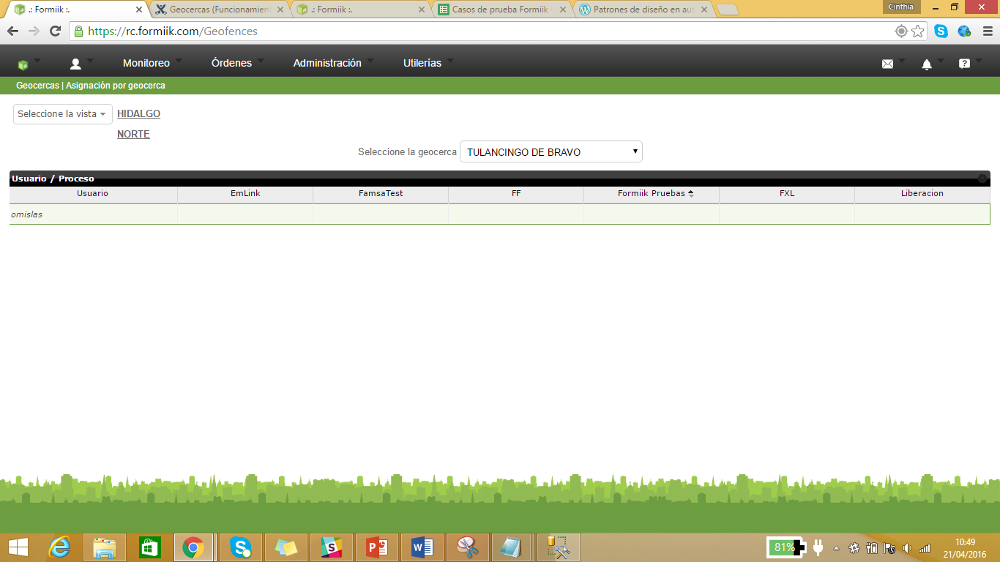 .: Formiik :.
Geocercas (Funcionamien
.: Formiik :.
Casos de prueba Formiik -
Patrones de diseño en aut
Cinthia
https://rc.formiik.com/Geofences
Monitoreo
Órdenes
Administración
Utilerías
Geocercas | Asignación por geocerca
Seleccione la vista
HIDALGO
NORTE
Seleccione la geocerca
TULANCINGO DE BRAVO
Usuario / Proceso
Usuario
EmLink
FamsaTest
FF
Formiik Pruebas
FXL
Liberacion
omislas
81%
10:49
21/04/2016